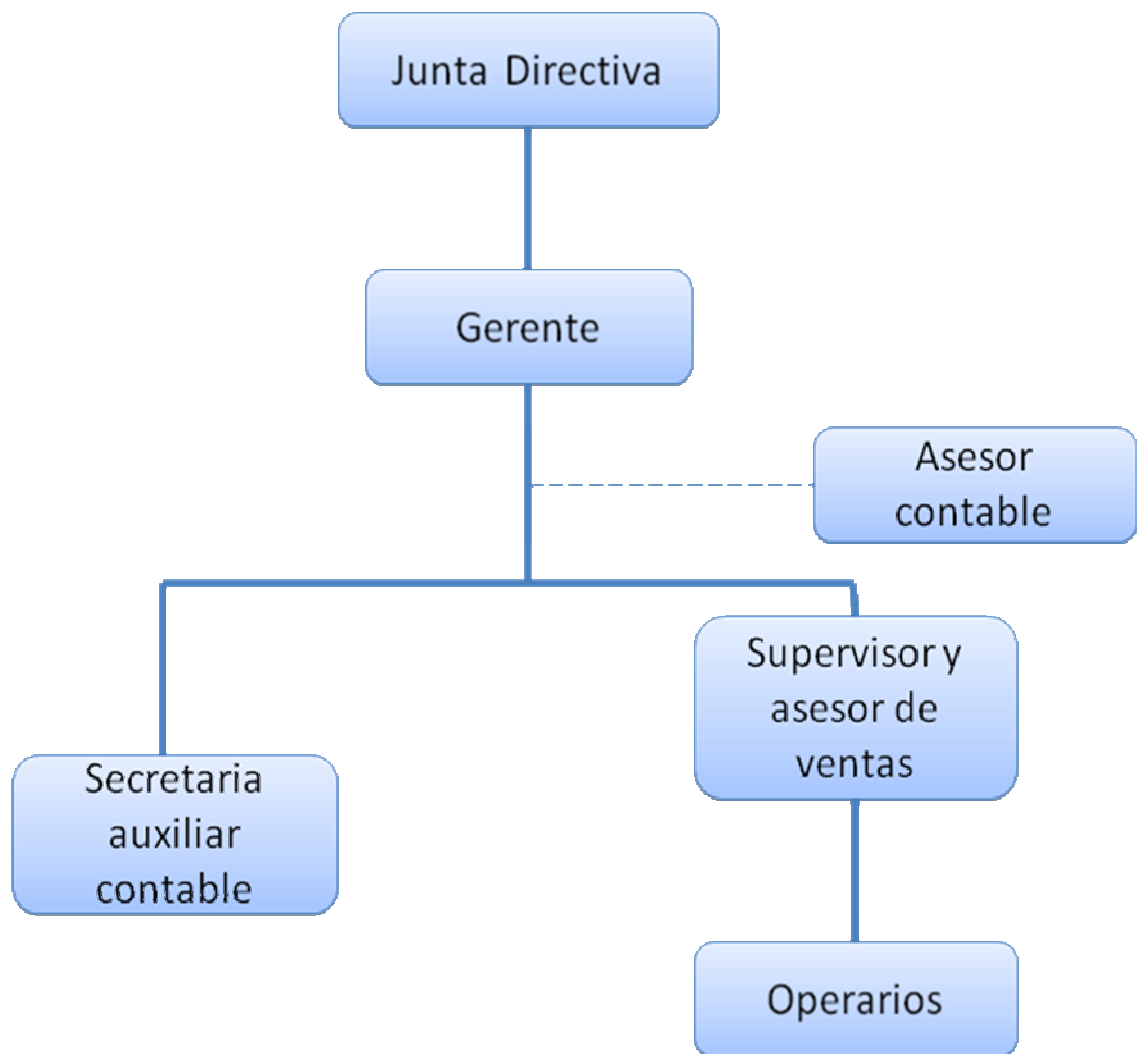 Junta Directiva
Gerente
Asesor
contable
Supervisor y
asesor de
ventas
Secretaria
auxiliar
contable
Operarios